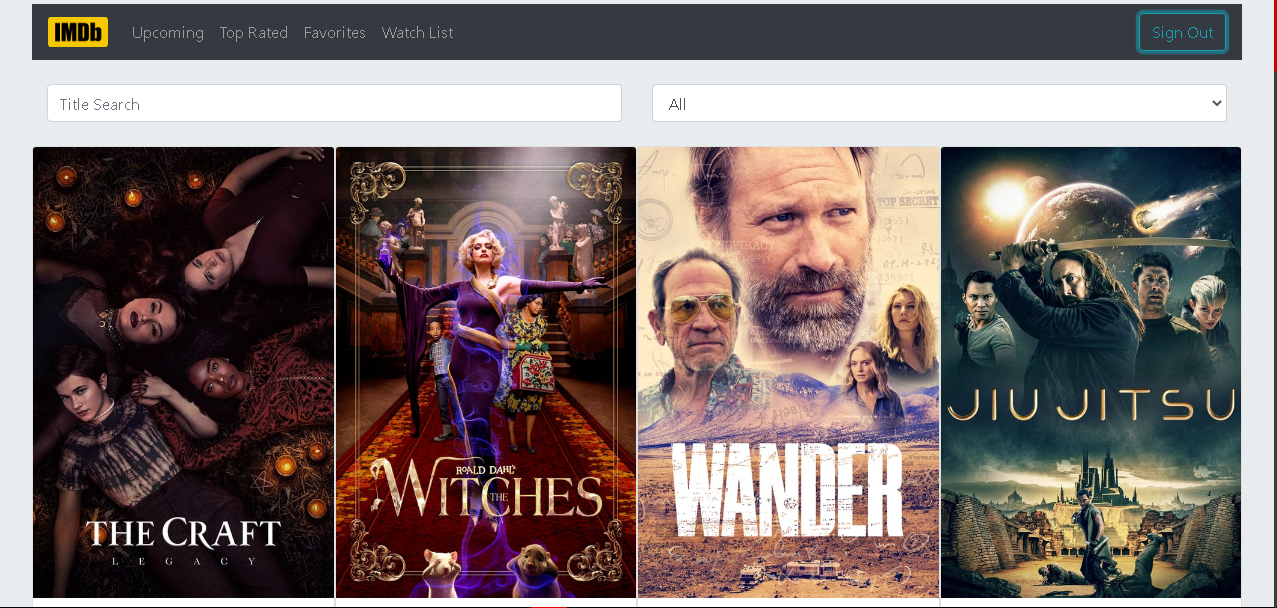 IMDb Upcoming Top Rated Favorites Watch List Sign Out
Title Search All
THE CRAFT
LEGACY
ROALD DAHL'S
THE WITCHES
TOP SECRET
WANDER
JIU JITSU